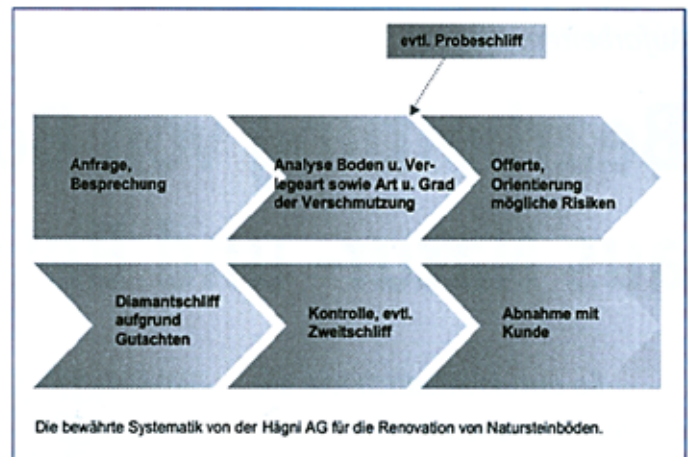 evtl. Probeschliff
Anfrage,
Besprechung
Analyse Boden u. Ver-
legeart sowie Art u. Grad
der Verschmutzung
Offerte,
Orientierung
mögliche Risiken
Diamantschliff
aufgrund
Gutachten
Kontrolle, evtl.
Zweitschliff
Abnahme mit
Kunde
Die bewährte Systematik von der Hägni AG für die Renovation von Natursteinböden.